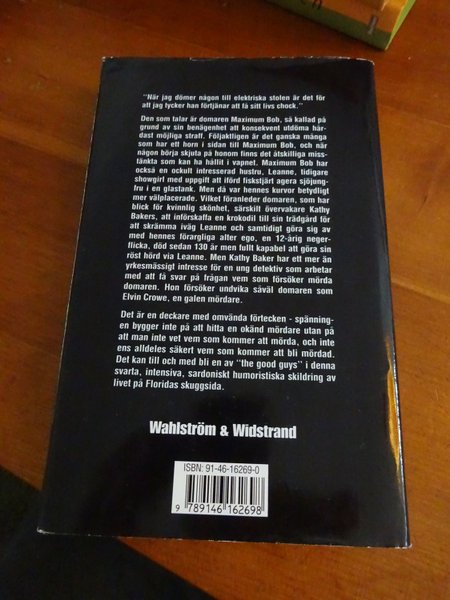 "När jag dömer någon till elektriska stolen är det för
att jag tycker han förtjänar att få sitt livs chock."
Den som talar är domaren Maximum Bob, så kallad på
grund av sin benägenhet att konsekvent utdöma hår-
dast möjliga straff. Följaktligen är det ganska många
som har ett horn i sidan till Maximum Bob, och när
någon börja skjuta på honom finns det åtskilliga miss-
tänkta som kan ha hållit i vapnet. Maximum Bob har
också en ockult intresserad hustru, Leanne, tidigare
showgirl med uppgift att iförd fiskstjärt agera sjöjung-
fru i en glastank. Men då var hennes kurvor betydligt
mer välplacerade. Vilket föranleder domaren, som har
blick för kvinnlig skönhet, särskilt övervakare Kathy
Bakers, att införskaffa en krokodil till sin trädgård för
att skrämma iväg Leanne och samtidigt göra sig av
med hennes förargliga alter ego, en 12-årig neger-
flicka, död sedan 130 år men fullt kapabel att göra sin
röst hörd via Leanne. Men Kathy Baker har ett mer än
yrkesmässigt intresse för en ung detektiv som arbetar
med att få svar på frågan vem som försöker mörda
domaren. Hon försöker undvika såväl domaren som
Elvin Crowe, en galen mördare.
Det är en deckare med omvända förtecken - spänning-
en bygger inte på att hitta en okänd mördare utan på
att man inte vet vem som kommer att mörda, och inte
ens alldeles säkert vem som kommer att bli mördad.
Det kan till och med bli en av "the good guys" i denna
svarta, intensiva, sardoniskt humoristiska skildring av
livet på Floridas skuggsida.
Wahlström & Widstrand
ISBN: 91-46-16269-0
9 789146 162698